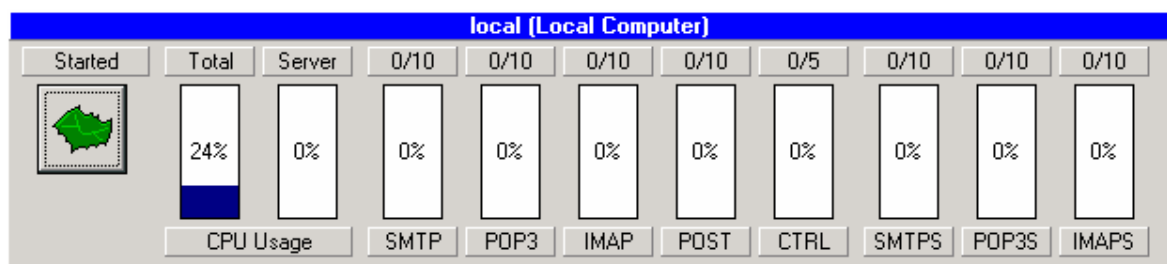 local (Local Computer)
Started Total Server 0/10 0/10 0/10 0/10 0/5 0/10 0/10 0/10
24% 0% 0% 0% 0% 0% 0% 0% 0% 0%
CPU Usage SMTP POP3 IMAP POST CTRL SMTPS POP3S IMAPS